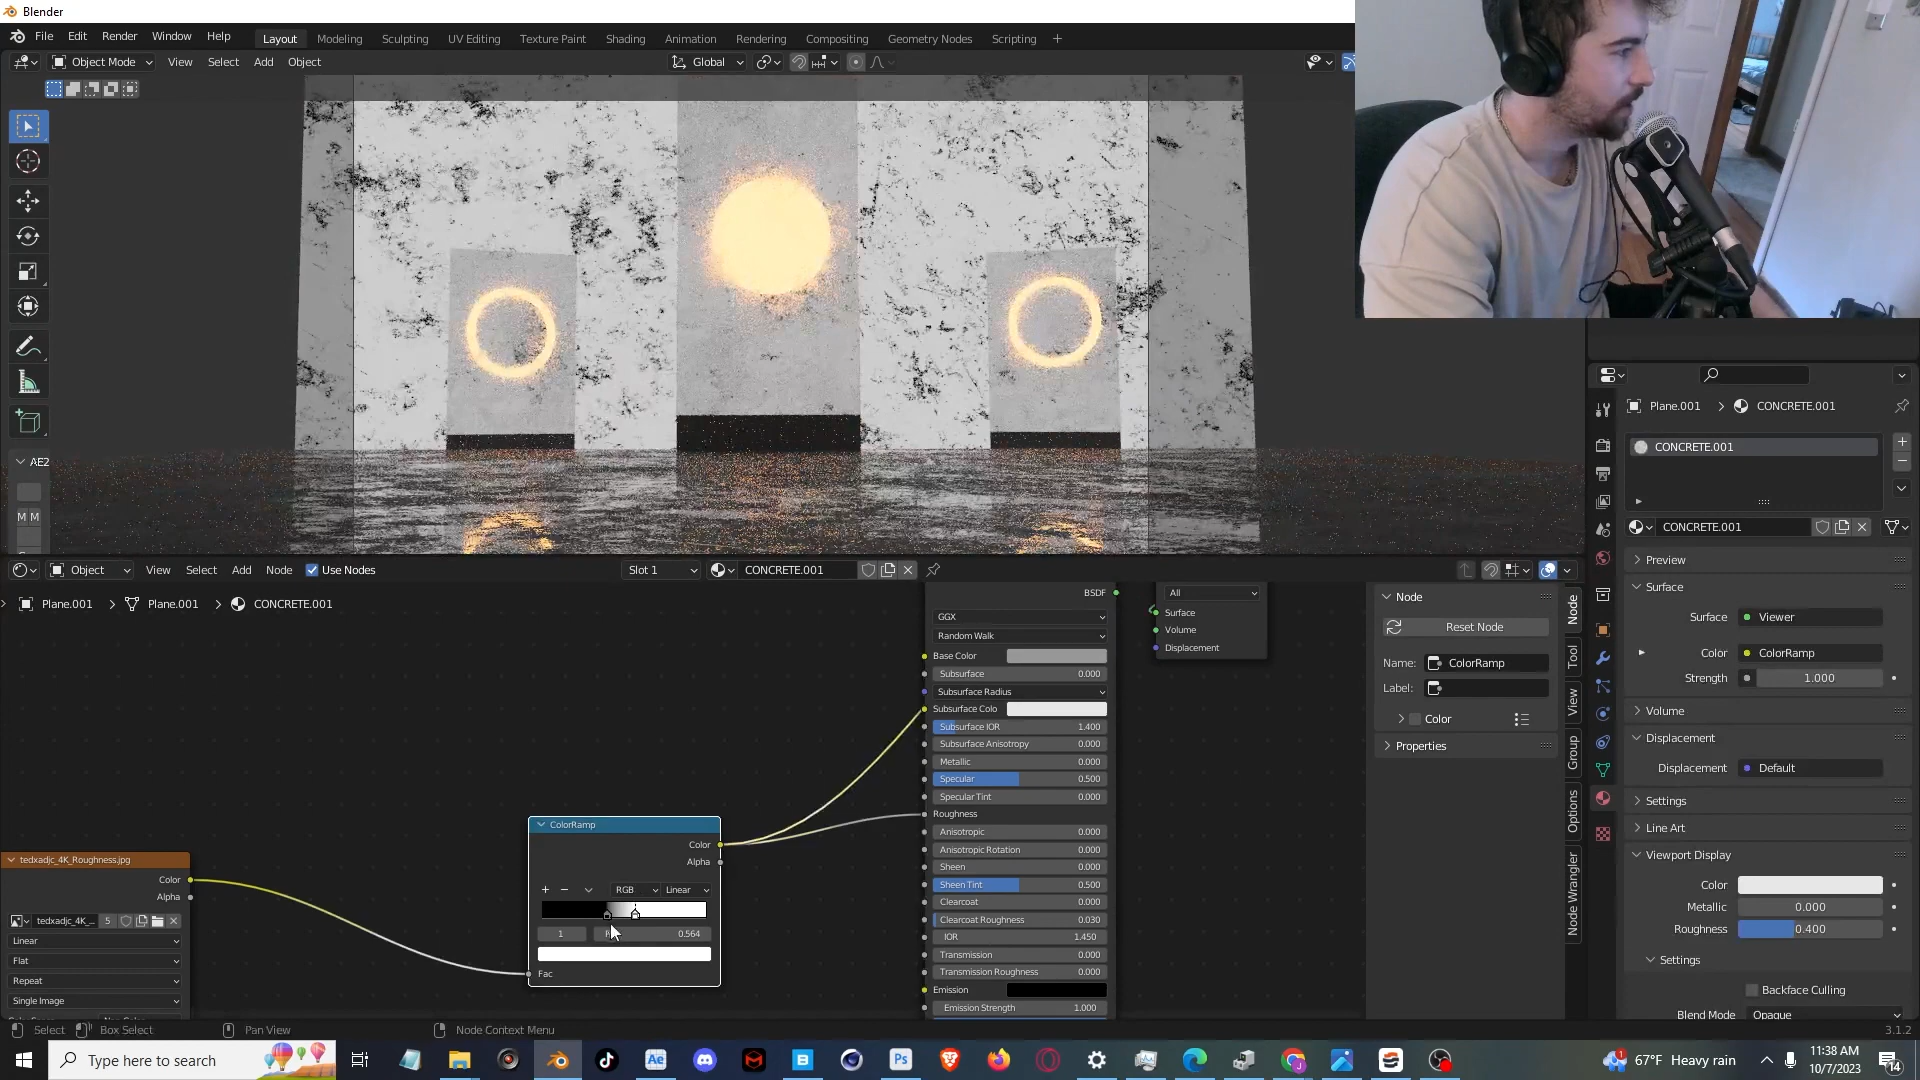 Blender
File Edit Render Window Help
Layout Modeling Sculpting UV Editing Texture Paint Shading Animation Rendering Compositing Geometry Nodes Scripting +
Object Mode View Select Add Object Global
AE2
M M
Object View Select Add Node Use Nodes Slot 1 CONCRETE.001
Plane.001 > Plane.001 > CONCRETE.001
BSDF
GGX
Random Walk
Base Color
Subsurface 0.000
Subsurface Radius
Subsurface Colo
Subsurface IOR 1.400
Subsurface Anisotropy 0.000
Metallic 0.000
Specular 0.500
Specular Tint 0.000
Roughness
Anisotropic 0.000
Anisotropic Rotation 0.000
Sheen 0.000
Sheen Tint 0.500
Clearcoat 0.000
Clearcoat Roughness 0.030
IOR 1.450
Transmission 0.000
Transmission Roughness 0.000
Emission
Emission Strength 1.000
All
Surface
Volume
Displacement
ColorRamp
Color
Alpha
+ − RGB Linear
1 0.564
Fac
tedxadjc_4K_Roughness.jpg
Color
Alpha
tedxadjc_4K_... 5
Linear
Flat
Repeat
Single Image
Node
Reset Node
Name: ColorRamp
Label:
Color
Properties
Node
Tool
View
Group
Options
Node Wrangler
Plane.001 > CONCRETE.001
CONCRETE.001
CONCRETE.001
Preview
Surface
Surface Viewer
Color ColorRamp
Strength 1.000
Volume
Displacement
Displacement Default
Settings
Line Art
Viewport Display
Color
Metallic 0.000
Roughness 0.400
Settings
Backface Culling
Blend Mode Opaque
Select Box Select Pan View Node Context Menu 3.1.2
Type here to search
67°F Heavy rain
11:38 AM
10/7/2023
14